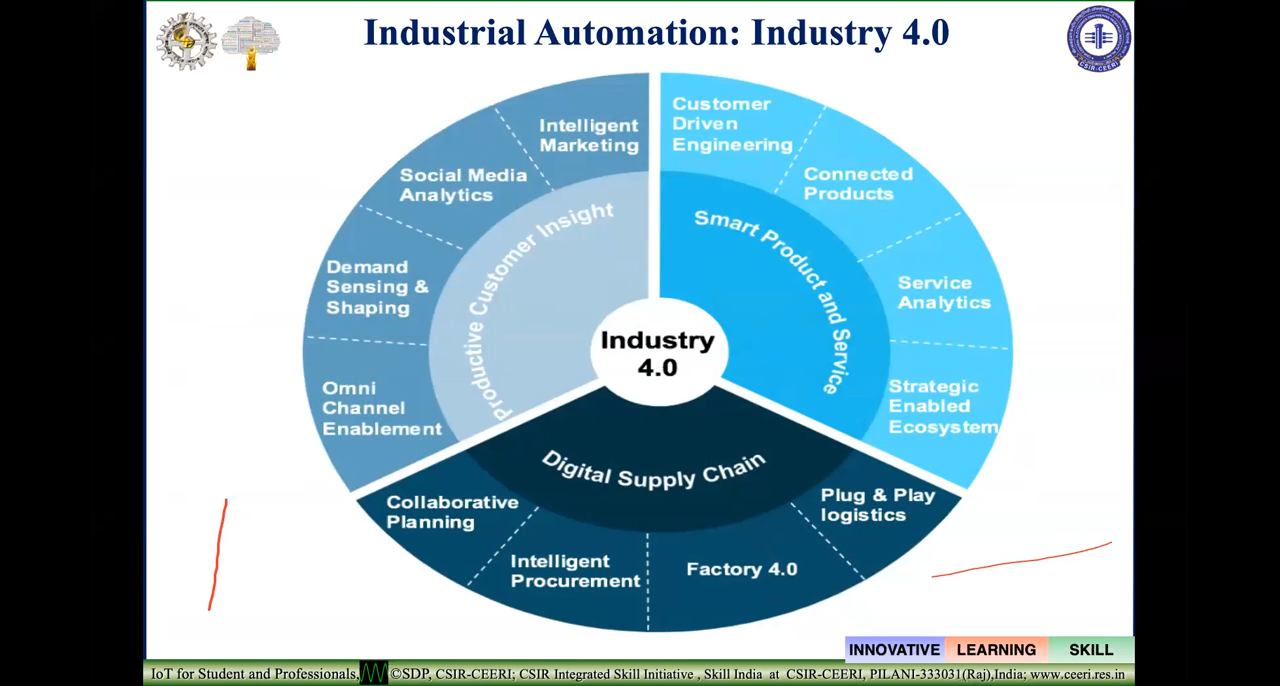 Industrial Automation: Industry 4.0
CSIR-CEERI
Intelligent
Marketing
Social Media
Analytics
Demand
Sensing &
Shaping
Omni
Channel
Enablement
Productive Customer Insight
Customer
Driven
Engineering
Connected
Products
Service
Analytics
Strategic
Enabled
Ecosystem
Smart Product and Service
Industry
4.0
Digital Supply Chain
Collaborative
Planning
Intelligent
Procurement
Factory 4.0
Plug & Play
logistics
INNOVATIVE LEARNING SKILL
IoT for Student and Professionals, ©SDP, CSIR-CEERI; CSIR Integrated Skill Initiative , Skill India at CSIR-CEERI, PILANI-333031(Raj),India; www.ceeri.res.in